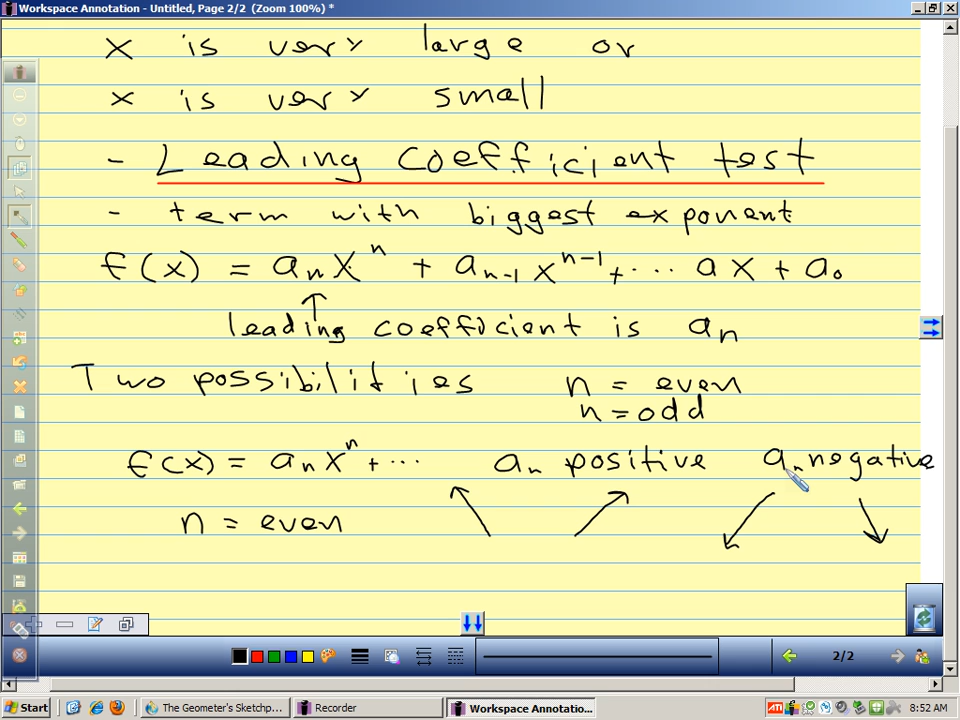 Workspace Annotation - Untitled, Page 2/2 (Zoom 100%) *
x is very large or
x is very small
- Leading coefficient test
- term with biggest exponent
f(x) = aₙxⁿ + aₙ₋₁xⁿ⁻¹ + ... ax + a₀
leading coefficient is aₙ
Two possibilities n = even
n = odd
f(x) = aₙxⁿ + ... aₙ positive aₙ negative
n = even
2/2
Start The Geometer's Sketchp... Recorder Workspace Annotatio... 8:52 AM